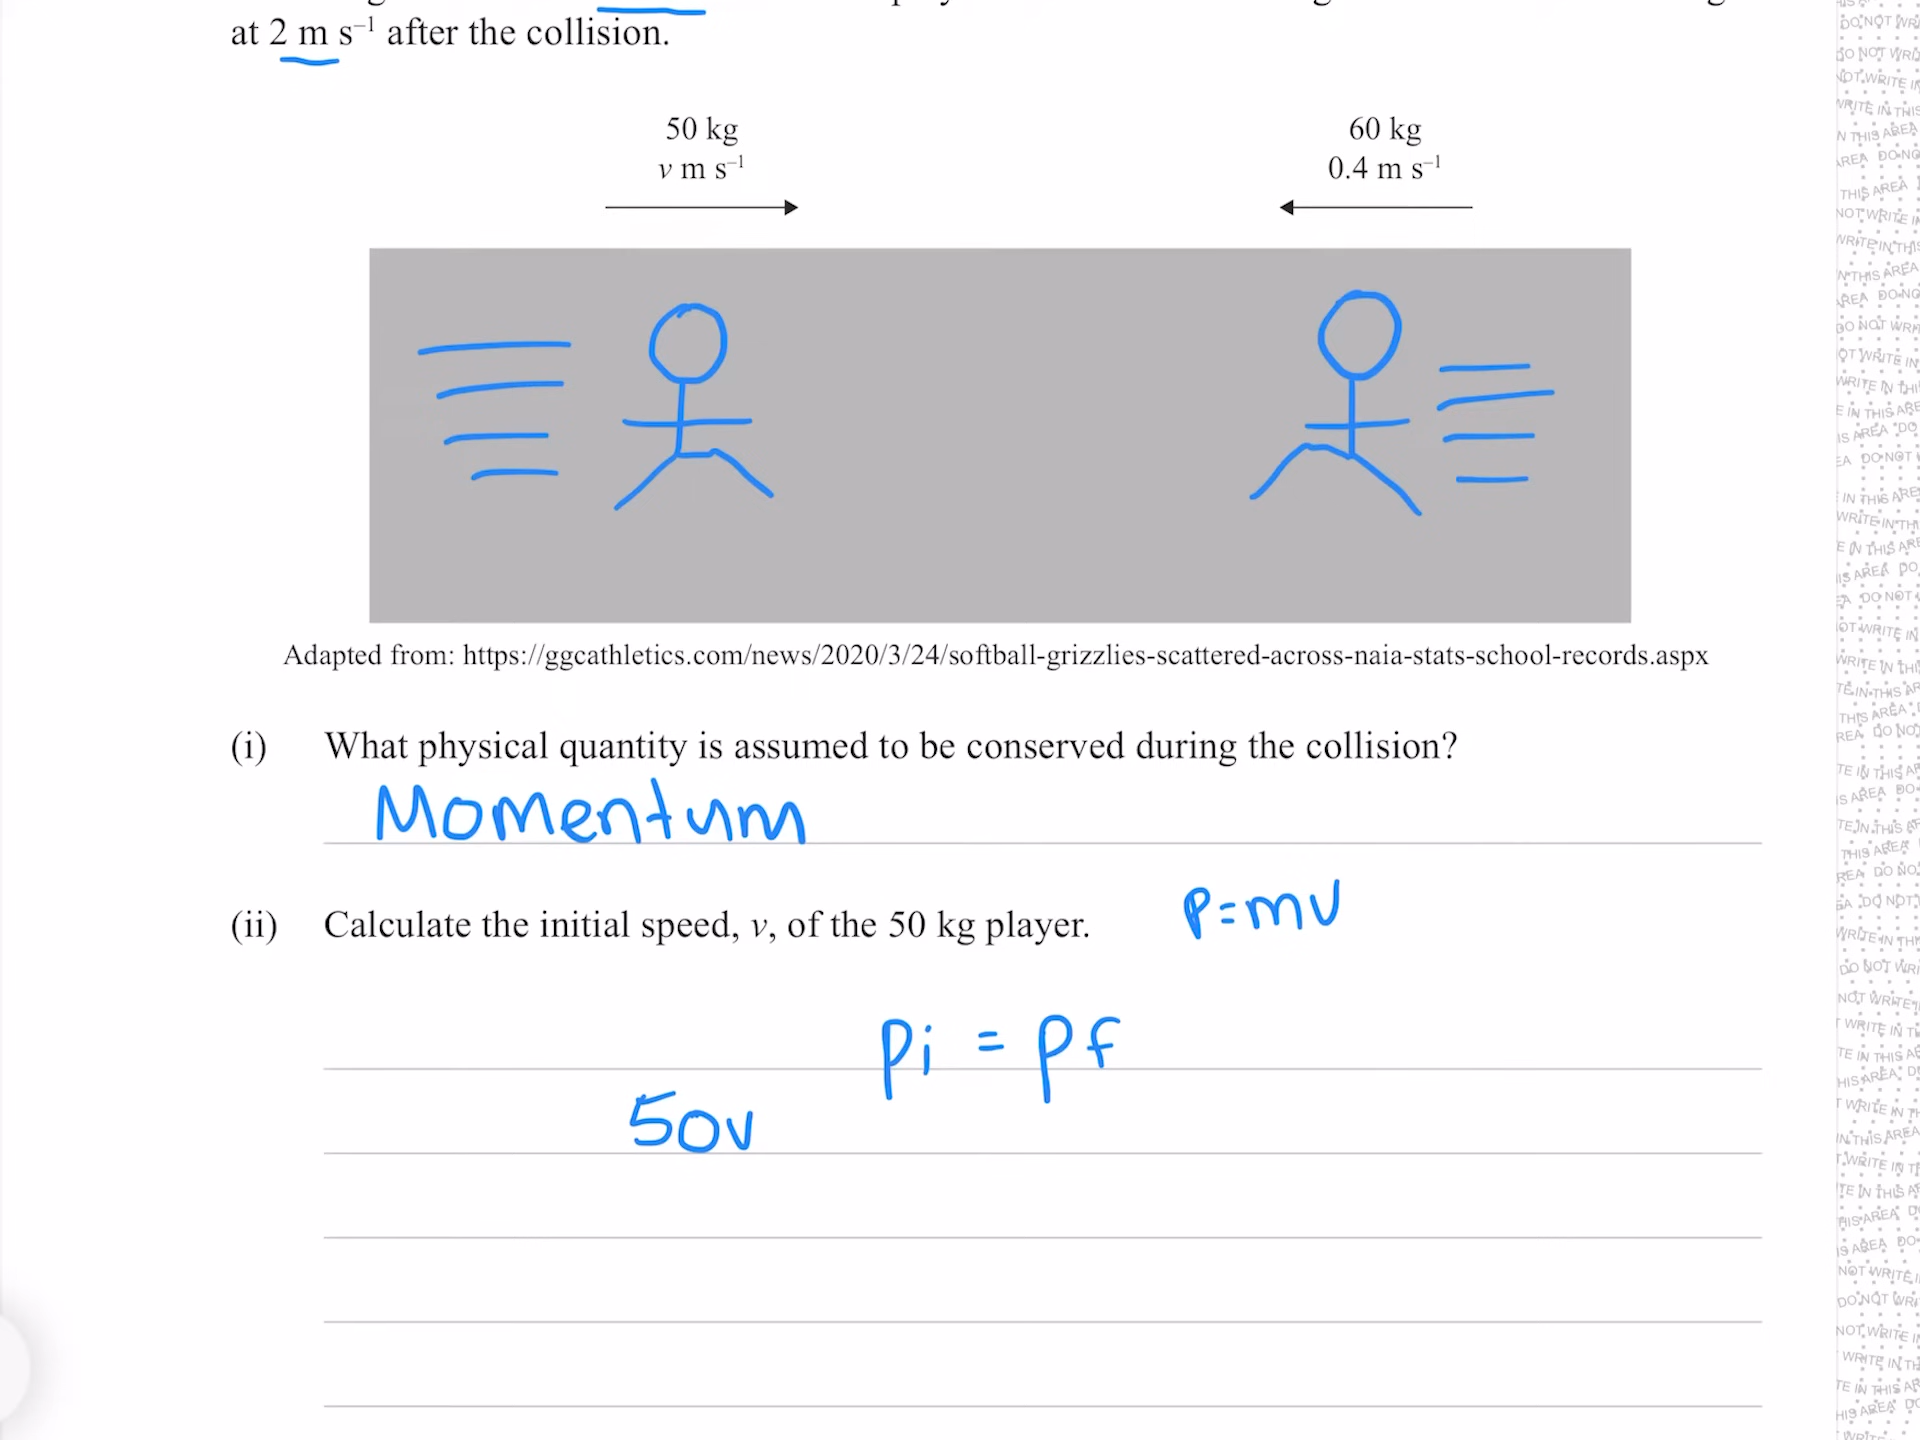 at 2 m s⁻¹ after the collision.
50 kg
v m s⁻¹
60 kg
0.4 m s⁻¹
Adapted from: https://ggcathletics.com/news/2020/3/24/softball-grizzlies-scattered-across-naia-stats-school-records.aspx
(i) What physical quantity is assumed to be conserved during the collision?
Momentum
(ii) Calculate the initial speed, v, of the 50 kg player.
p=mv
pi = pf
50v